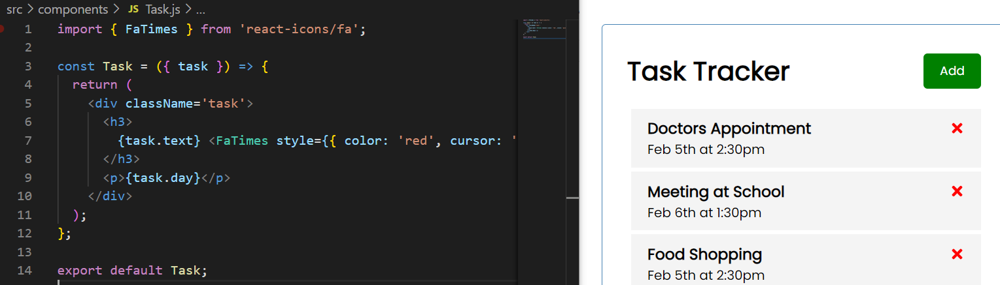 src > components > JS Task.js > ...
1 import { FaTimes } from 'react-icons/fa';
2
3 const Task = ({ task }) => {
4 return (
5 <div className='task'>
6 <h3>
7 {task.text} <FaTimes style={{ color: 'red', cursor: '
8 </h3>
9 <p>{task.day}</p>
10 </div>
11 );
12 };
13
14 export default Task;
Task Tracker
Add
Doctors Appointment
Feb 5th at 2:30pm
Meeting at School
Feb 6th at 1:30pm
Food Shopping
Feb 5th at 2:30pm